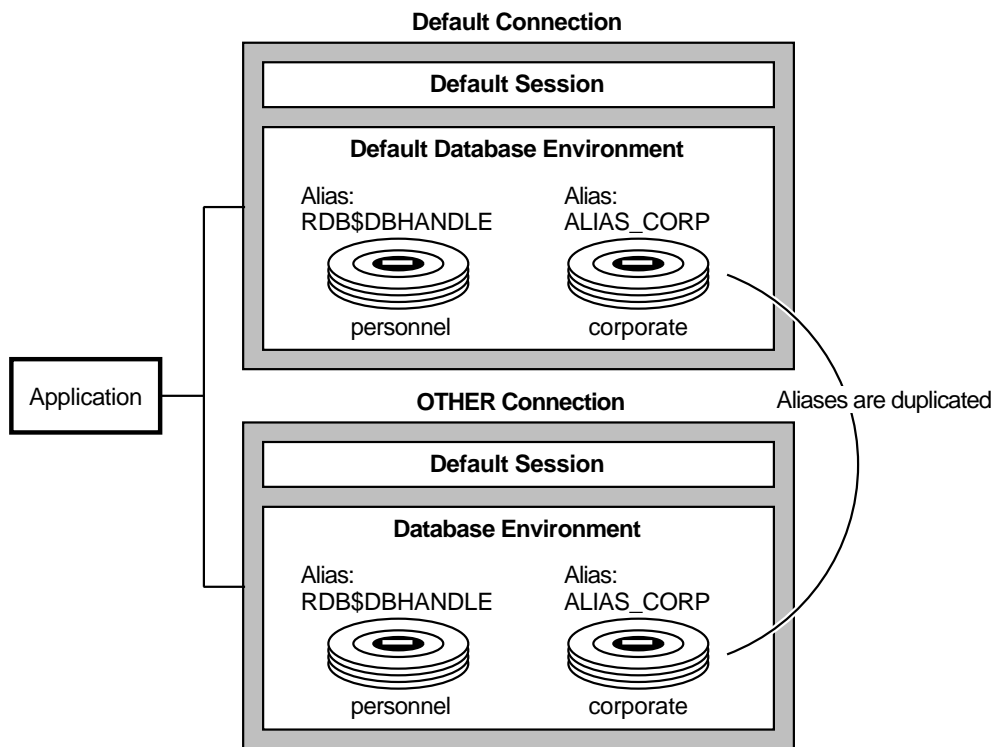 Default Connection
Default Session
Default Database Environment
Alias:
RDB$DBHANDLE
Alias:
ALIAS_CORP
personnel
corporate
Application
OTHER Connection
Aliases are duplicated
Default Session
Database Environment
Alias:
RDB$DBHANDLE
Alias:
ALIAS_CORP
personnel
corporate